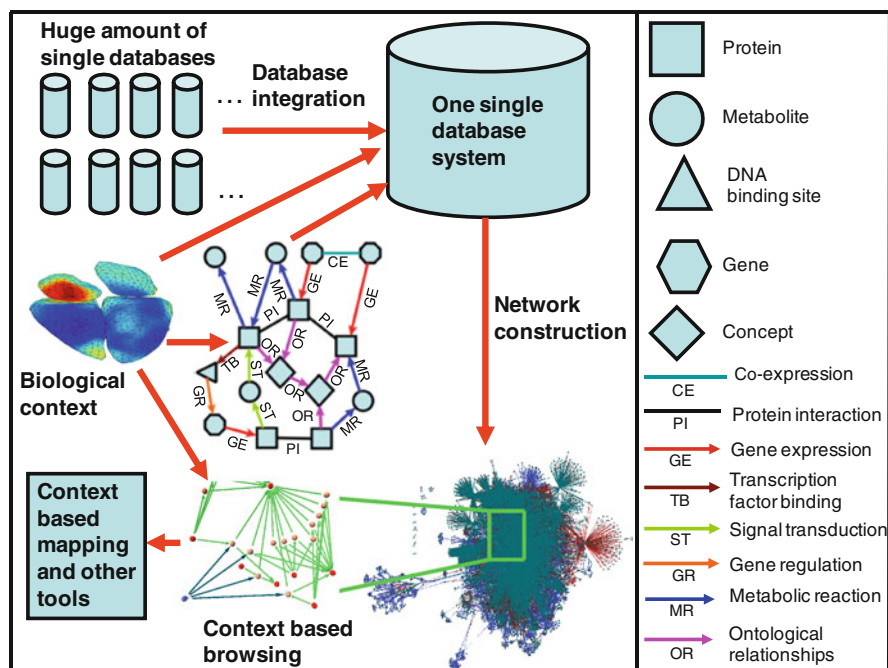 Huge amount of
single databases
...
...
Database
integration
One single
database
system
Biological
context
MR
MR
MR
GE
CE
GE
PI
PI
OR
OR
TB
ST
OR
OR
MR
GR
ST
OR
GE
PI
MR
Network
construction
Context
based
mapping
and other
tools
Context based
browsing
Protein
Metabolite
DNA
binding site
Gene
Concept
Co-expression
CE
Protein interaction
PI
Gene expression
GE
Transcription
factor binding
TB
Signal transduction
ST
Gene regulation
GR
Metabolic reaction
MR
Ontological
relationships
OR